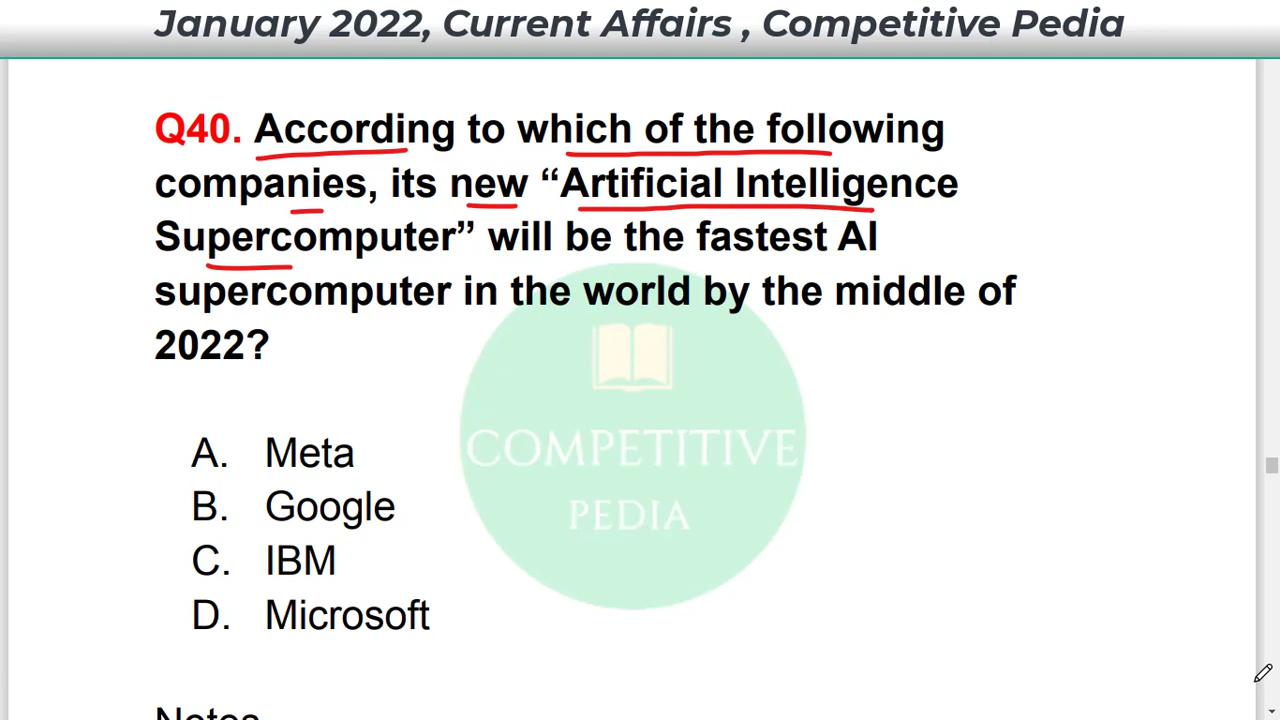 January 2022, Current Affairs , Competitive Pedia
Q40. According to which of the following
companies, its new “Artificial Intelligence
Supercomputer” will be the fastest AI
supercomputer in the world by the middle of
2022?
A. Meta
B. Google
C. IBM
D. Microsoft
COMPETITIVE
PEDIA
Notes